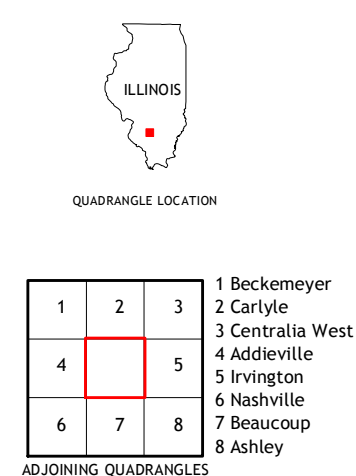 ILLINOIS
QUADRANGLE LOCATION
1 2 3
4 5
6 7 8
1 Beckemeyer
2 Carlyle
3 Centralia West
4 Addieville
5 Irvington
6 Nashville
7 Beaucoup
8 Ashley
ADJOINING QUADRANGLES